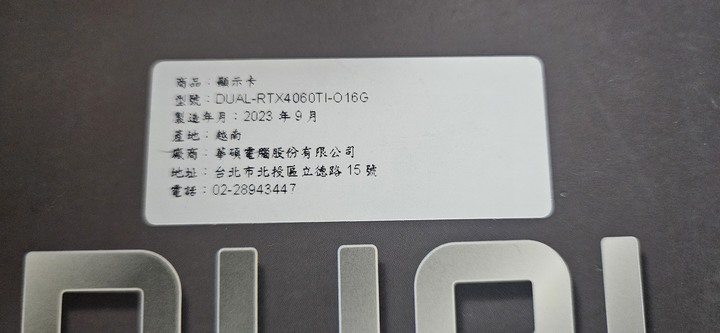 商品：顯示卡
型號：DUAL-RTX4060TI-O16G
製造年月：2023 年 9 月
產地：越南
廠商：華碩電腦股份有限公司
地址：台北市北投區立德路 15 號
電話：02-28943447
DUAL